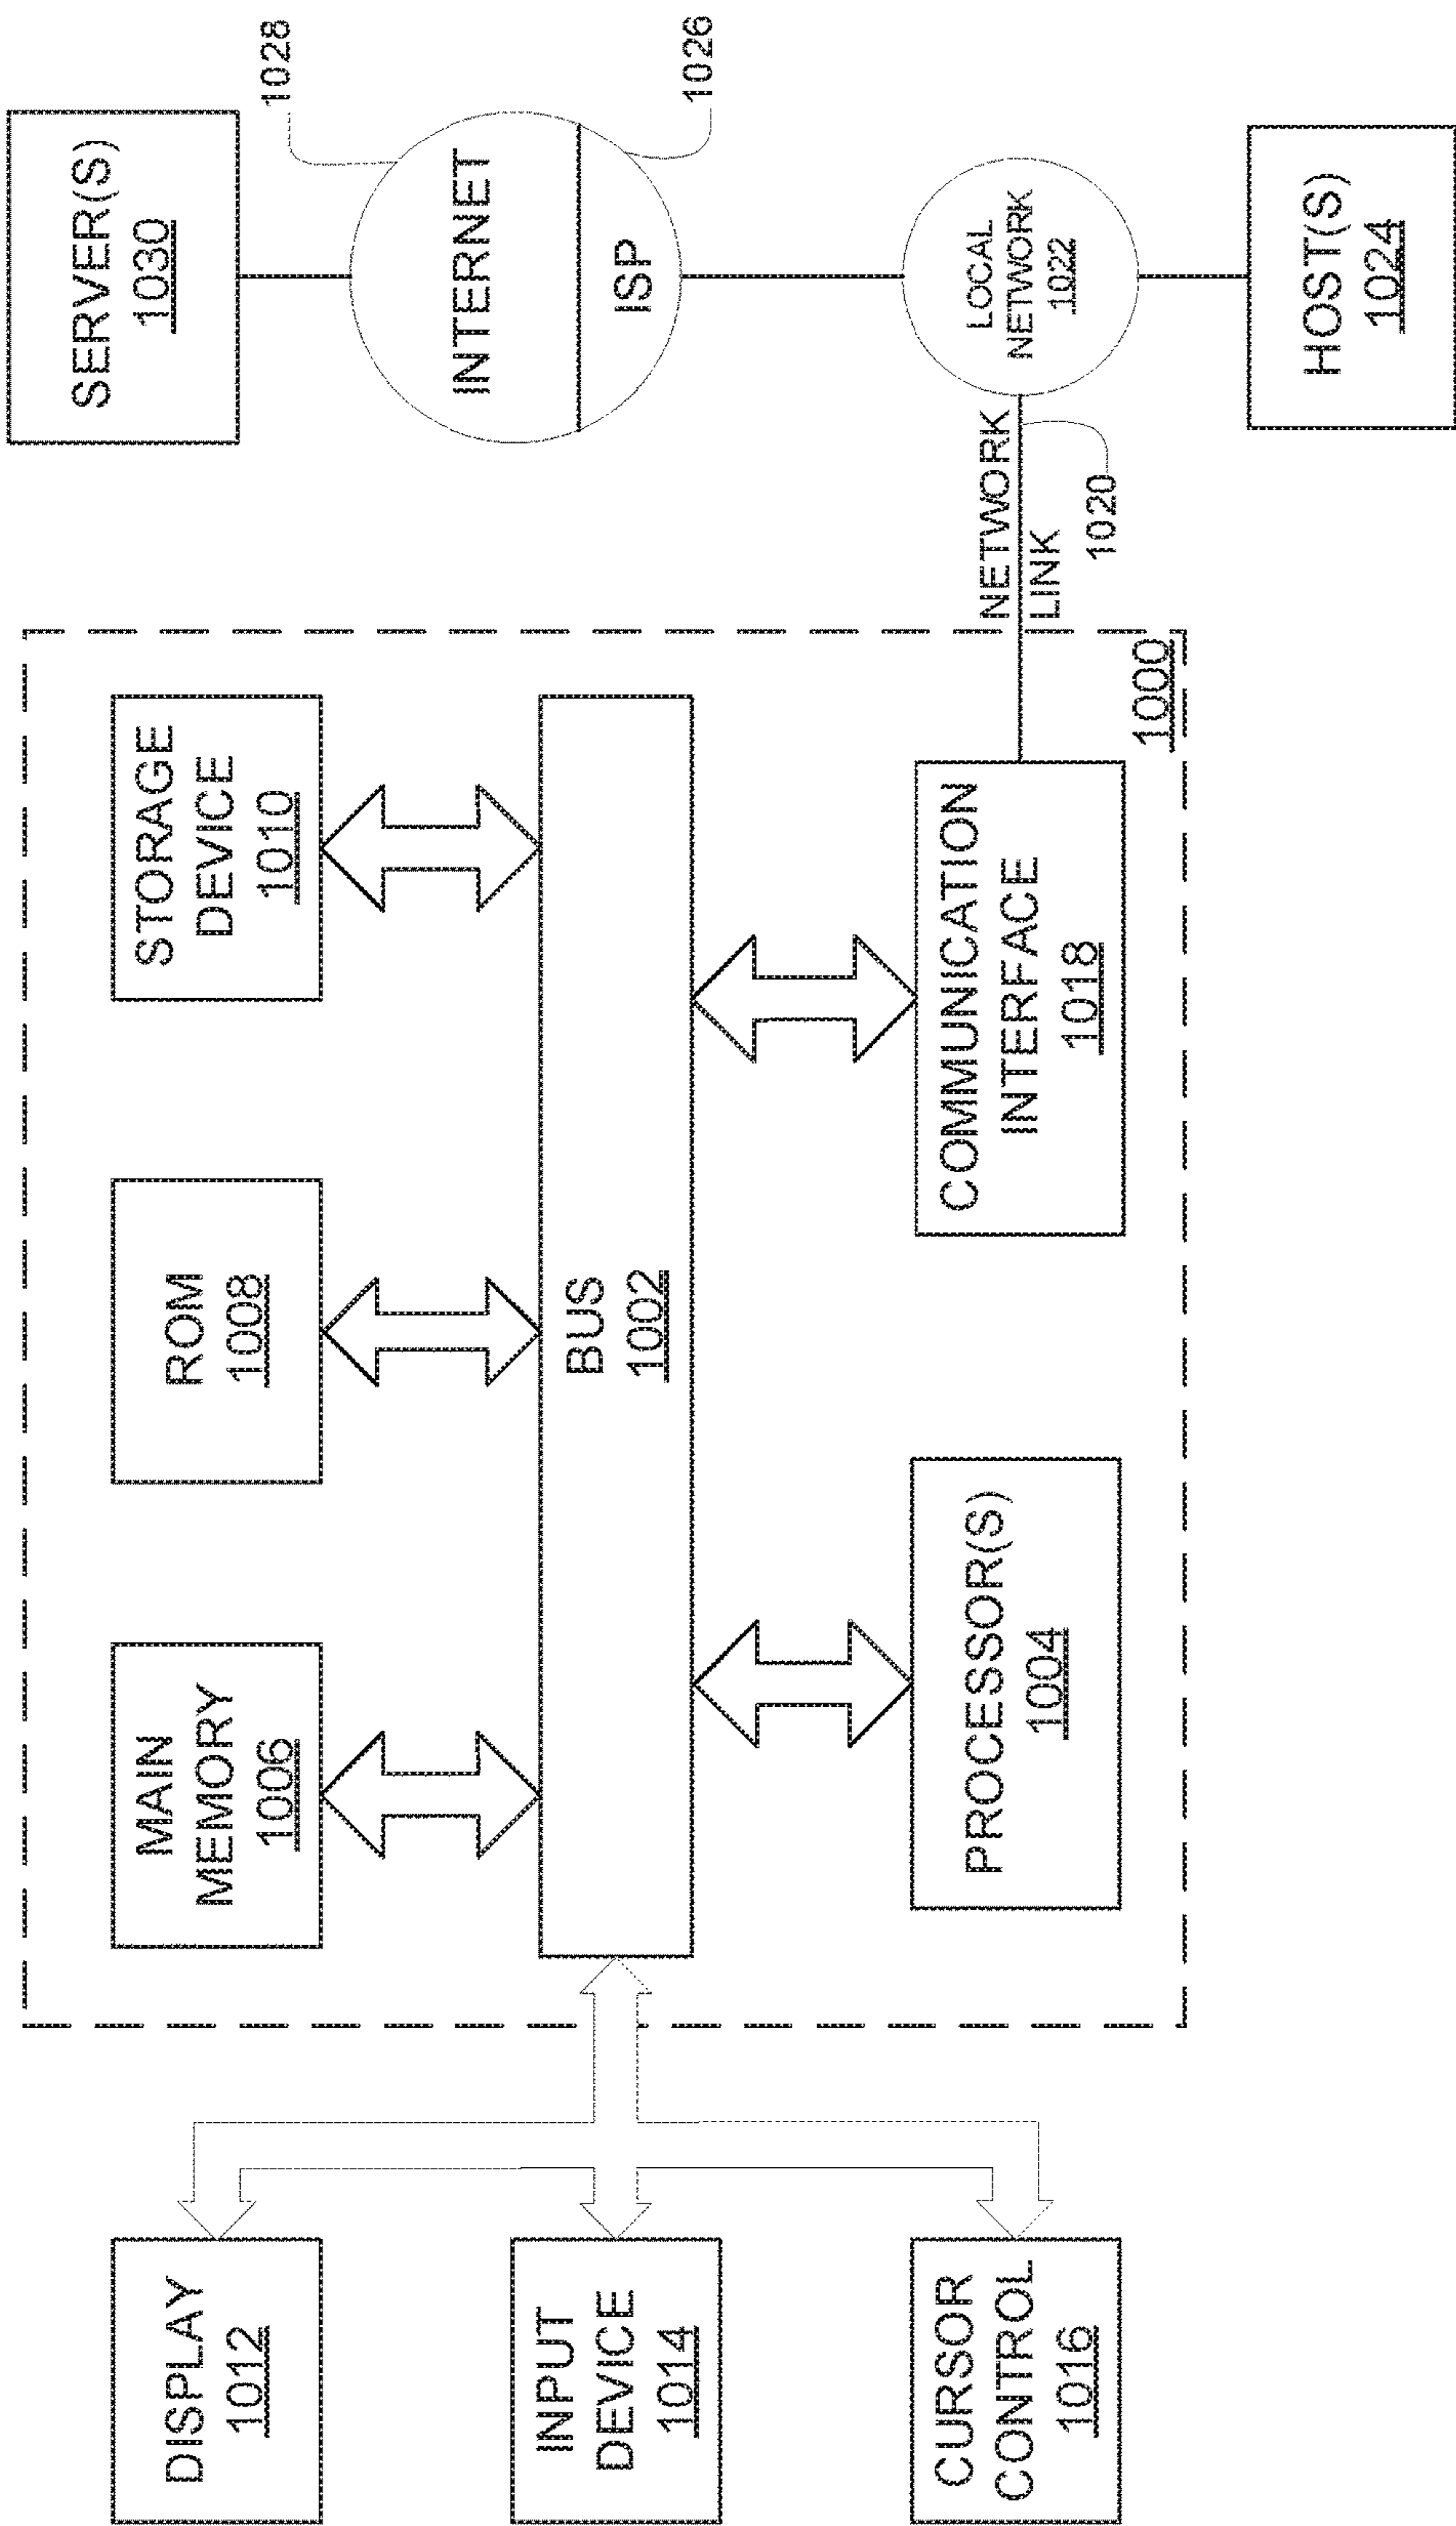 DISPLAY
1012
INPUT
DEVICE
1014
CURSOR
CONTROL
1016
MAIN
MEMORY
1006
ROM
1008
STORAGE
DEVICE
1010
BUS
1002
PROCESSOR(S)
1004
COMMUNICATION
INTERFACE
1018
1000
NETWORK
LINK
1020
SERVER(S)
1030
1028
INTERNET
ISP
1026
LOCAL
NETWORK
1022
HOST(S)
1024